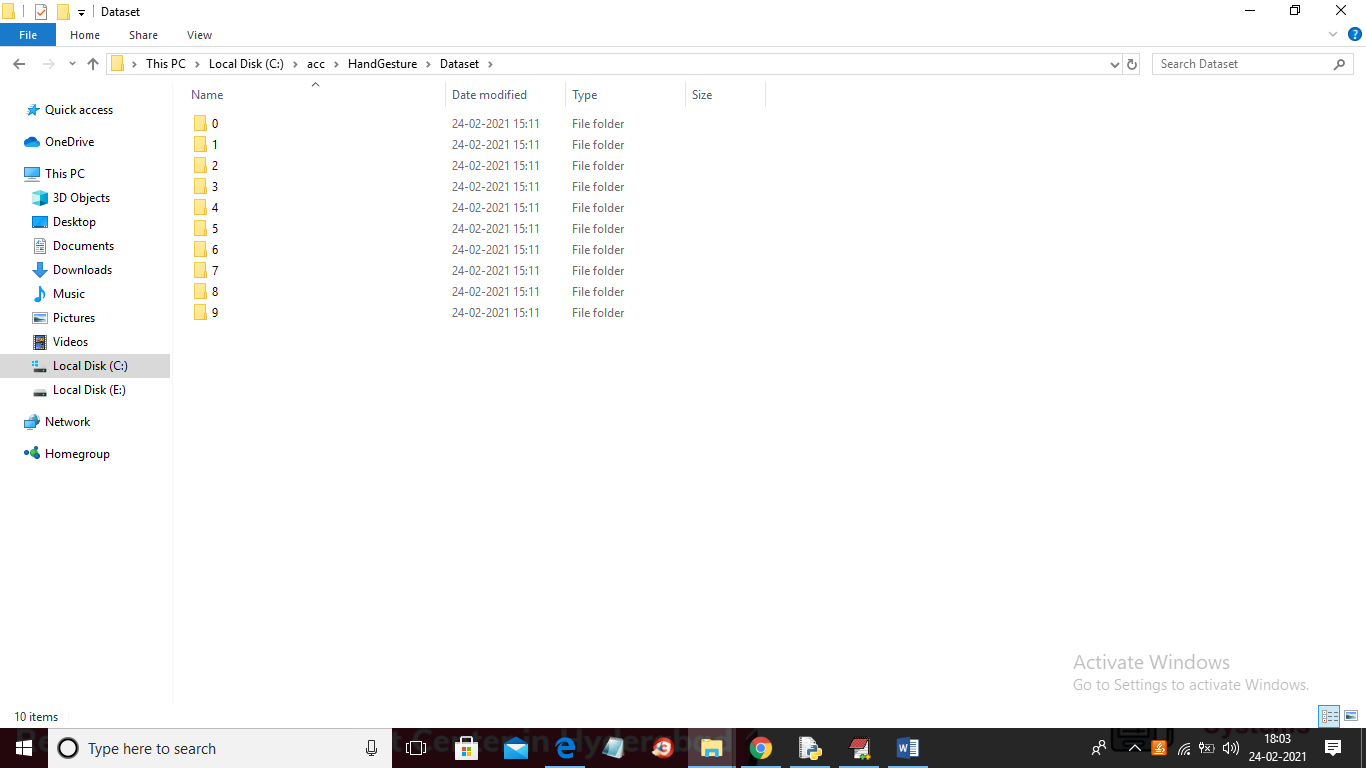 Dataset
File Home Share View
This PC Local Disk (C:) acc HandGesture Dataset Search Dataset
Name Date modified Type Size
Quick access
OneDrive
This PC
3D Objects
Desktop
Documents
Downloads
Music
Pictures
Videos
Local Disk (C:)
Local Disk (E:)
Network
Homegroup
0 24-02-2021 15:11 File folder
1 24-02-2021 15:11 File folder
2 24-02-2021 15:11 File folder
3 24-02-2021 15:11 File folder
4 24-02-2021 15:11 File folder
5 24-02-2021 15:11 File folder
6 24-02-2021 15:11 File folder
7 24-02-2021 15:11 File folder
8 24-02-2021 15:11 File folder
9 24-02-2021 15:11 File folder
Activate Windows
Go to Settings to activate Windows.
10 items
Type here to search
18:03
24-02-2021